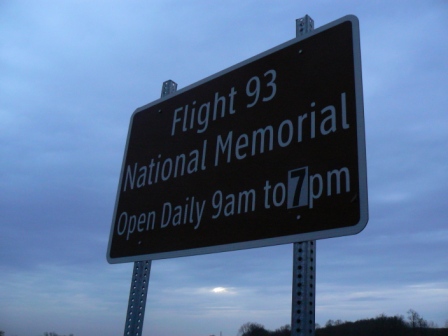 Flight 93
National Memorial
Open Daily 9am to 7pm